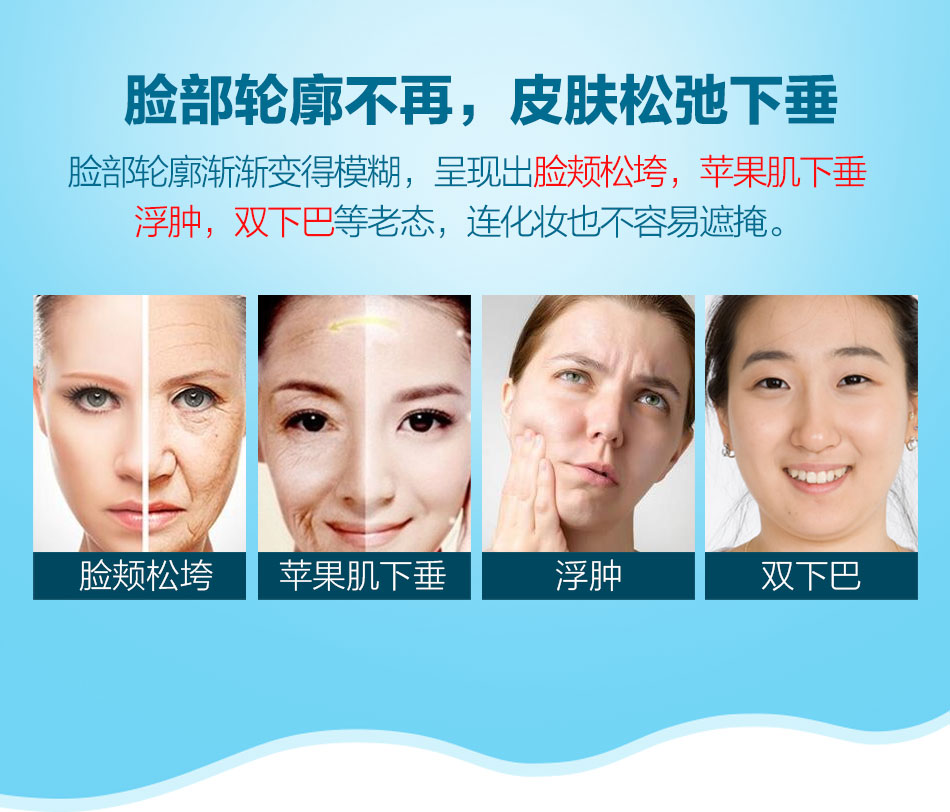 脸部轮廓不再，皮肤松弛下垂
脸部轮廓渐渐变得模糊，呈现出脸颊松垮，苹果肌下垂
浮肿，双下巴等老态，连化妆也不容易遮掩。
脸颊松垮
苹果肌下垂
浮肿
双下巴